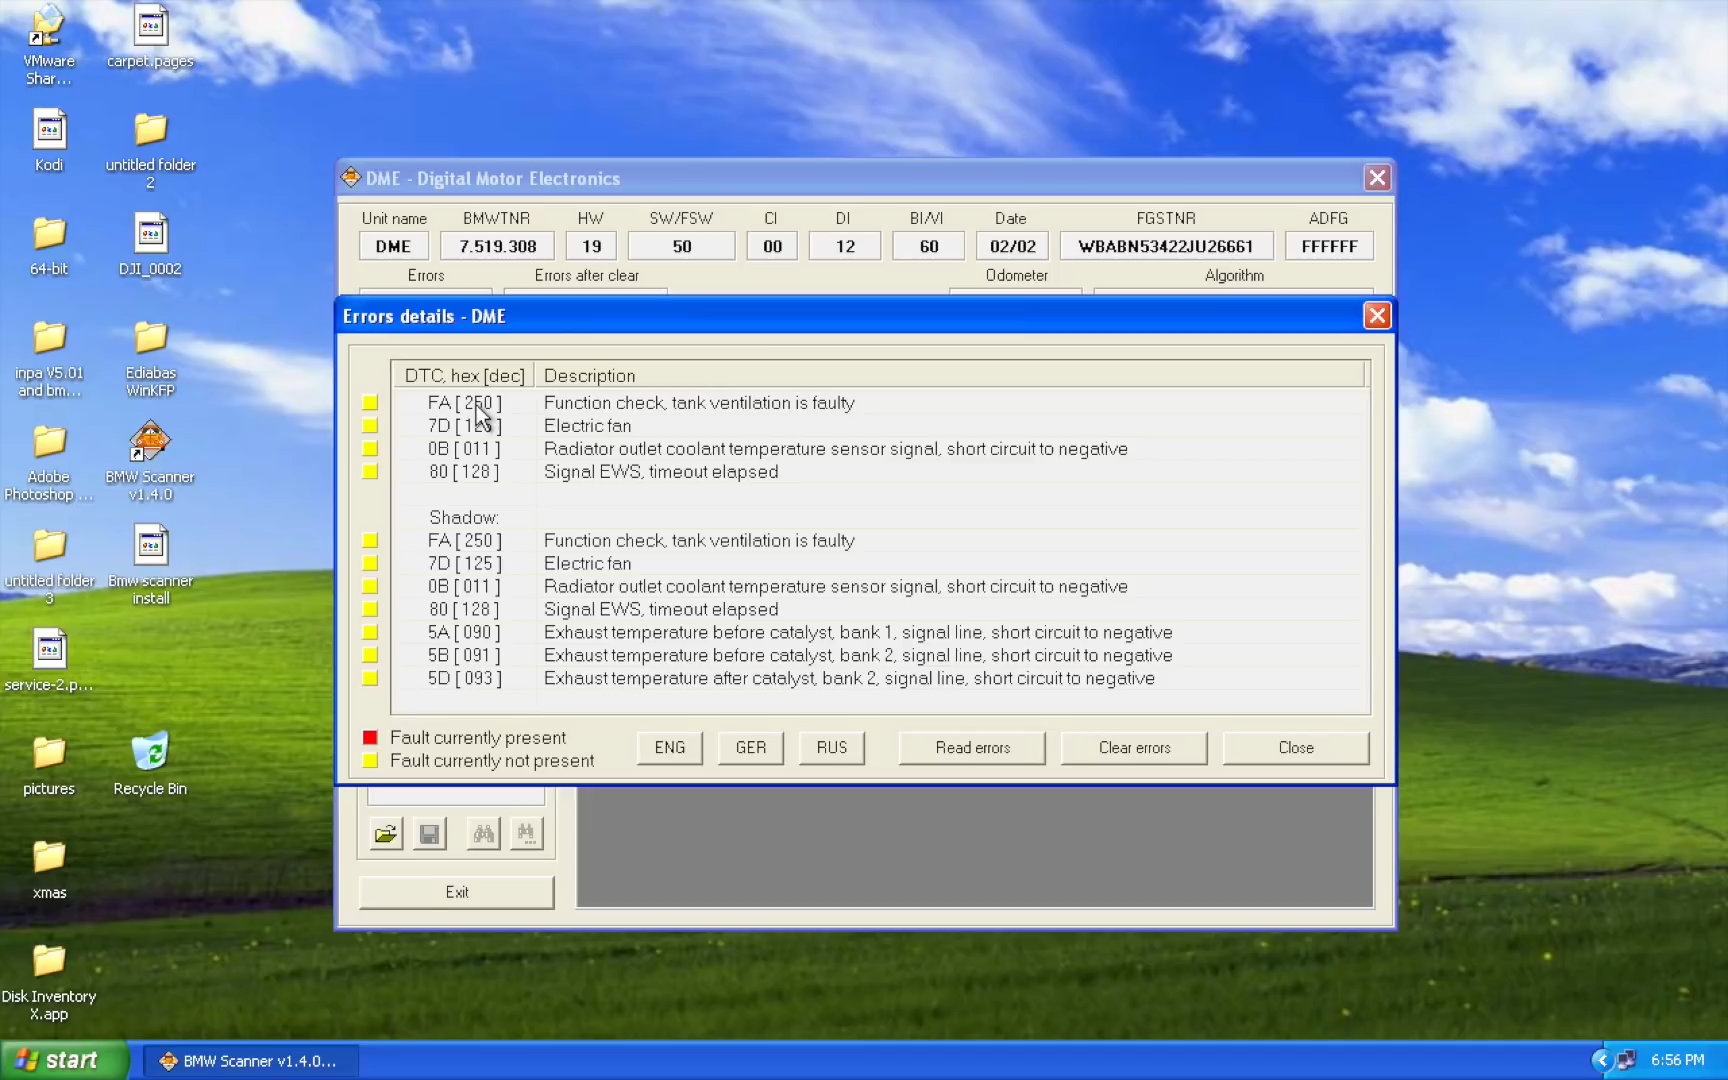 VMware
Shar...
carpet.pages
Kodi
untitled folder
2
64-bit
DJI_0002
inpa V5.01
and bm...
Ediabas
WinKFP
Adobe
Photoshop ...
BMW Scanner
v1.4.0
untitled folder
3
Bmw scanner
install
service-2.p...
pictures
Recycle Bin
xmas
Disk Inventory
X.app
DME - Digital Motor Electronics
Unit name BMWTNR HW SW/FSW CI DI BI/VI Date FGSTNR ADFG
DME 7.519.308 19 50 00 12 60 02/02 WBABN53422JU26661 FFFFFF
Errors Errors after clear Odometer Algorithm
Errors details - DME
DTC, hex [dec] Description
FA [ 250 ] Function check, tank ventilation is faulty
7D [ 125 ] Electric fan
0B [ 011 ] Radiator outlet coolant temperature sensor signal, short circuit to negative
80 [ 128 ] Signal EWS, timeout elapsed
Shadow:
FA [ 250 ] Function check, tank ventilation is faulty
7D [ 125 ] Electric fan
0B [ 011 ] Radiator outlet coolant temperature sensor signal, short circuit to negative
80 [ 128 ] Signal EWS, timeout elapsed
5A [ 090 ] Exhaust temperature before catalyst, bank 1, signal line, short circuit to negative
5B [ 091 ] Exhaust temperature before catalyst, bank 2, signal line, short circuit to negative
5D [ 093 ] Exhaust temperature after catalyst, bank 2, signal line, short circuit to negative
Fault currently present
Fault currently not present
ENG GER RUS Read errors Clear errors Close
Exit
start BMW Scanner v1.4.0... 6:56 PM